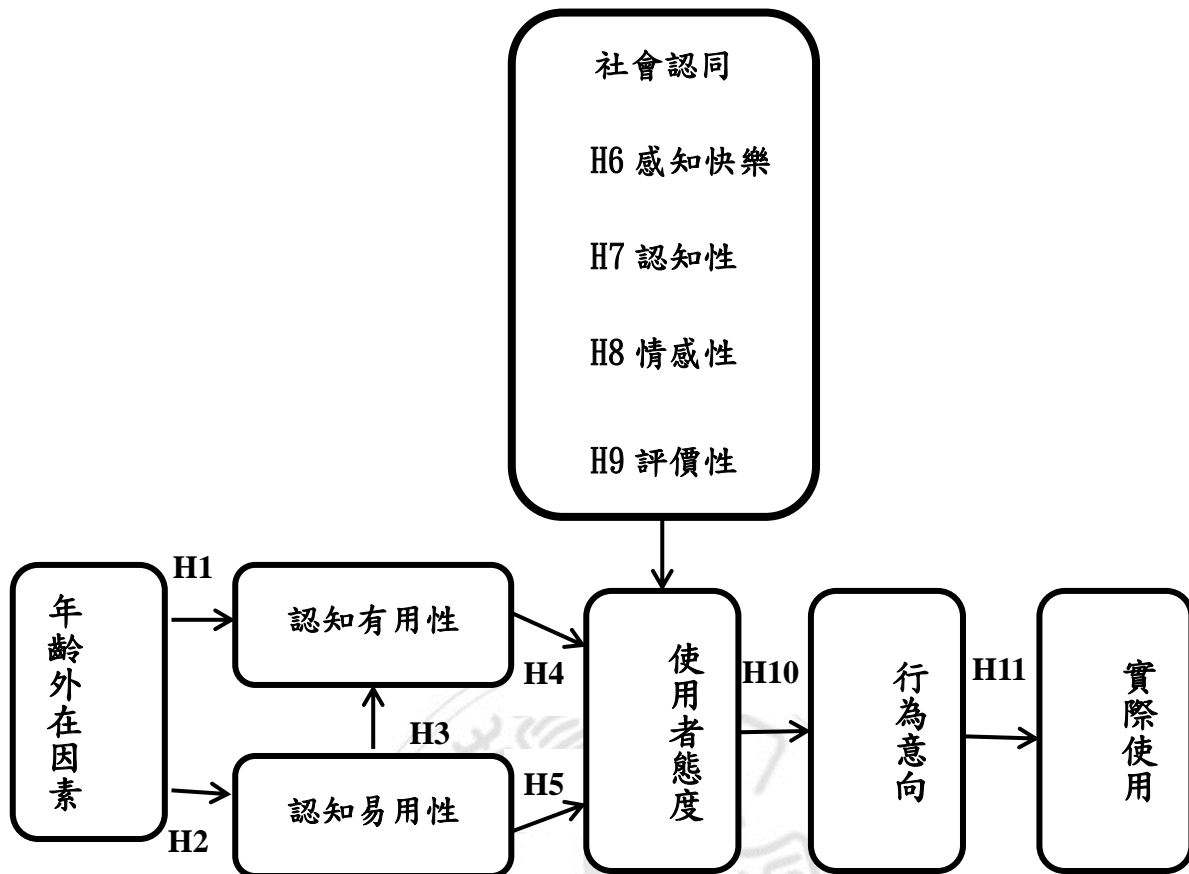 社會認同
H6 感知快樂
H7 認知性
H8 情感性
H9 評價性
H1
年齡外在因素
認知有用性
H4
使用者態度
H10
行為意向
H11
實際使用
H3
H2
認知易用性
H5